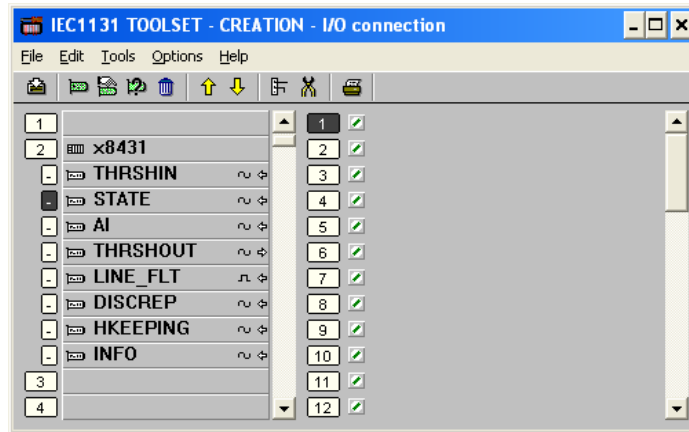 IEC1131 TOOLSET - CREATION - I/O connection
File Edit Tools Options Help
1
2 x8431
- THRSHIN
- STATE
- AI
- THRSHOUT
- LINE_FLT
- DISCREP
- HKEEPING
- INFO
3
4
1
2
3
4
5
6
7
8
9
10
11
12